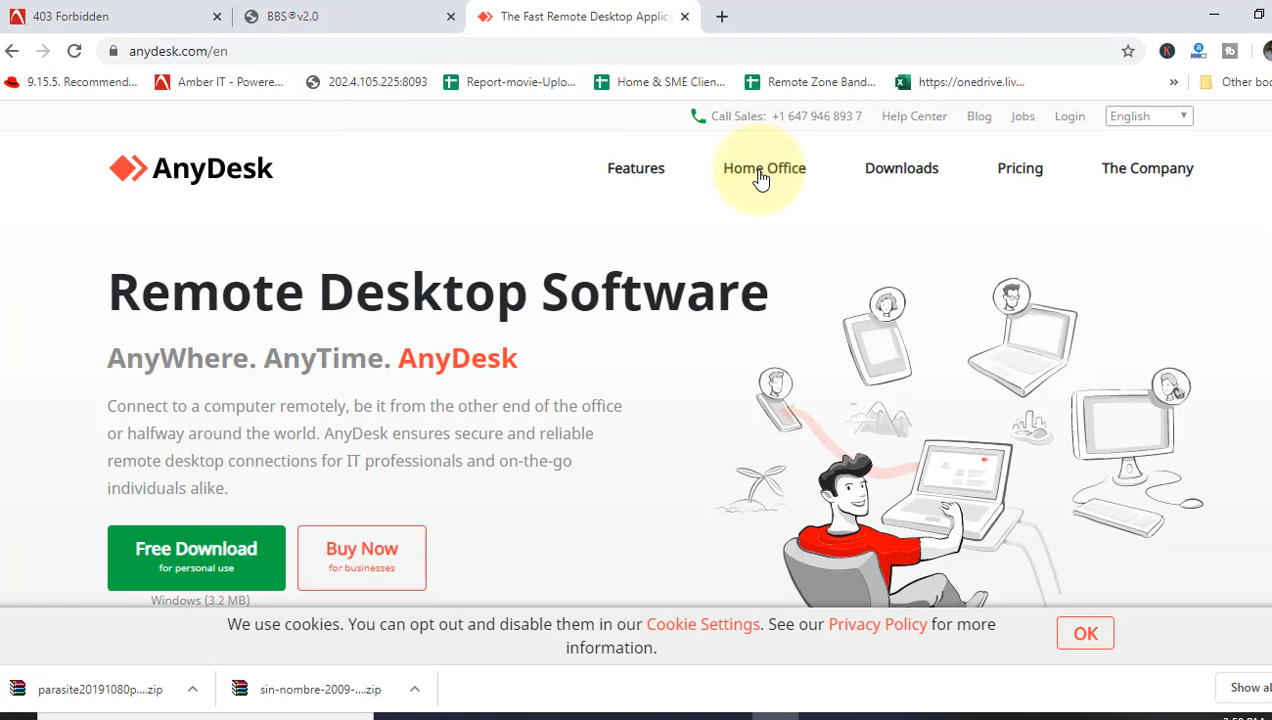 403 Forbidden
BBS®v2.0
The Fast Remote Desktop Applic
anydesk.com/en
9.15.5. Recommend...
Amber IT - Powere...
202.4.105.225:8093
Report-movie-Uplo...
Home & SME Clien...
Remote Zone Band...
https://onedrive.liv...
»
Other boo
Call Sales: +1 647 946 893 7
Help Center
Blog
Jobs
Login
English
AnyDesk
Features
Home Office
Downloads
Pricing
The Company
Remote Desktop Software
AnyWhere. AnyTime. AnyDesk
Connect to a computer remotely, be it from the other end of the office
or halfway around the world. AnyDesk ensures secure and reliable
remote desktop connections for IT professionals and on-the-go
individuals alike.
Free Download
for personal use
Buy Now
for businesses
Windows (3.2 MB)
We use cookies. You can opt out and disable them in our Cookie Settings. See our Privacy Policy for more
information.
OK
parasite20191080p....zip
sin-nombre-2009-....zip
Show al